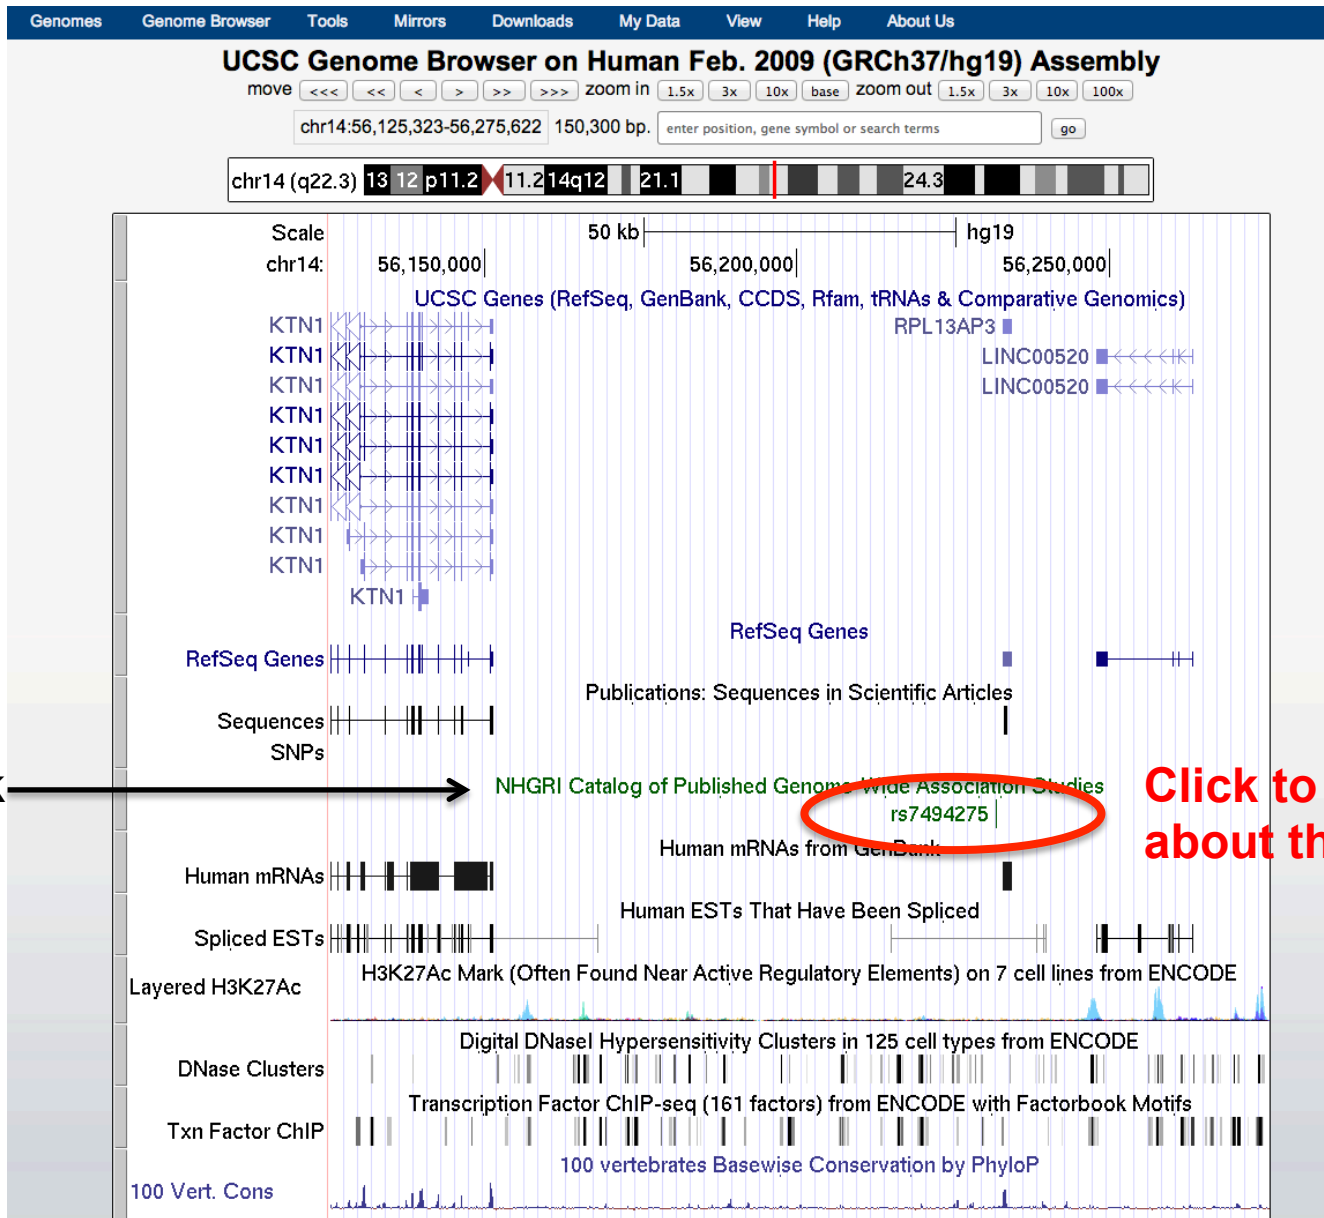 Genomes Genome Browser Tools Mirrors Downloads My Data View Help About Us
UCSC Genome Browser on Human Feb. 2009 (GRCh37/hg19) Assembly
move <<< << < > >> >>> zoom in 1.5x 3x 10x base zoom out 1.5x 3x 10x 100x
chr14:56,125,323-56,275,622 150,300 bp. enter position, gene symbol or search terms go
chr14 (q22.3) 13 12 p11.2 11.2 14q12 21.1 24.3
Scale 50 kb hg19
chr14: 56,150,000 56,200,000 56,250,000
UCSC Genes (RefSeq, GenBank, CCDS, Rfam, tRNAs & Comparative Genomics)
KTN1 RPL13AP3
KTN1 LINC00520
KTN1 LINC00520
KTN1
KTN1
KTN1
KTN1
KTN1
KTN1
KTN1
RefSeq Genes
RefSeq Genes
Publications: Sequences in Scientific Articles
Sequences
SNPs
NHGRI Catalog of Published Genome-Wide Association Studies
Click to
rs7494275
about th
Human mRNAs from GenBank
Human mRNAs
Human ESTs That Have Been Spliced
Spliced ESTs
H3K27Ac Mark (Often Found Near Active Regulatory Elements) on 7 cell lines from ENCODE
Layered H3K27Ac
Digital DNaseI Hypersensitivity Clusters in 125 cell types from ENCODE
DNase Clusters
Transcription Factor ChIP-seq (161 factors) from ENCODE with Factorbook Motifs
Txn Factor ChIP
100 vertebrates Basewise Conservation by PhyloP
100 Vert. Cons